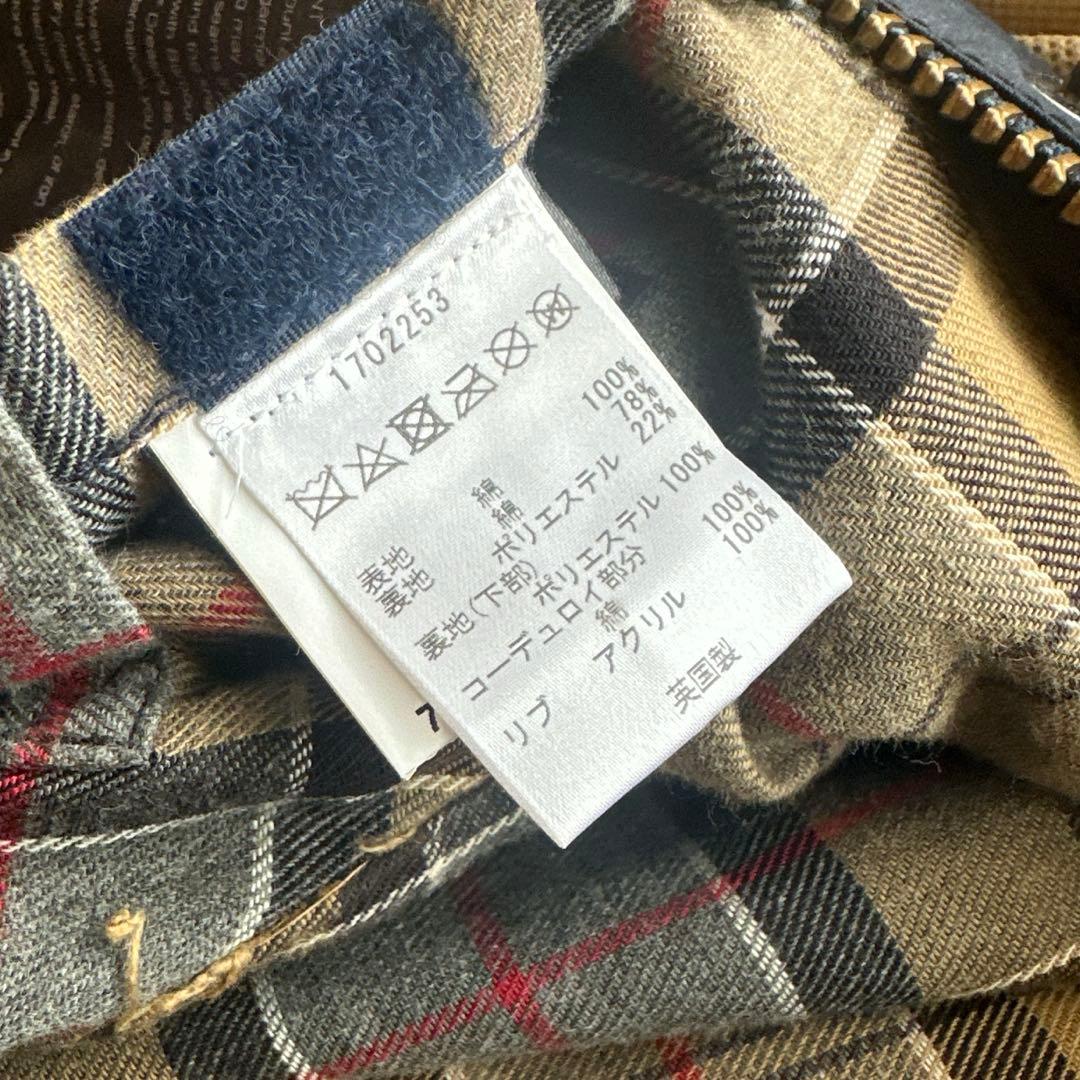 1702253
表地 綿 100%
裏地 綿 78%
ポリエステル 22%
裏地(下部) ポリエステル 100%
コーデュロイ部分
綿 100%
リブ アクリル 100%
英国製
7